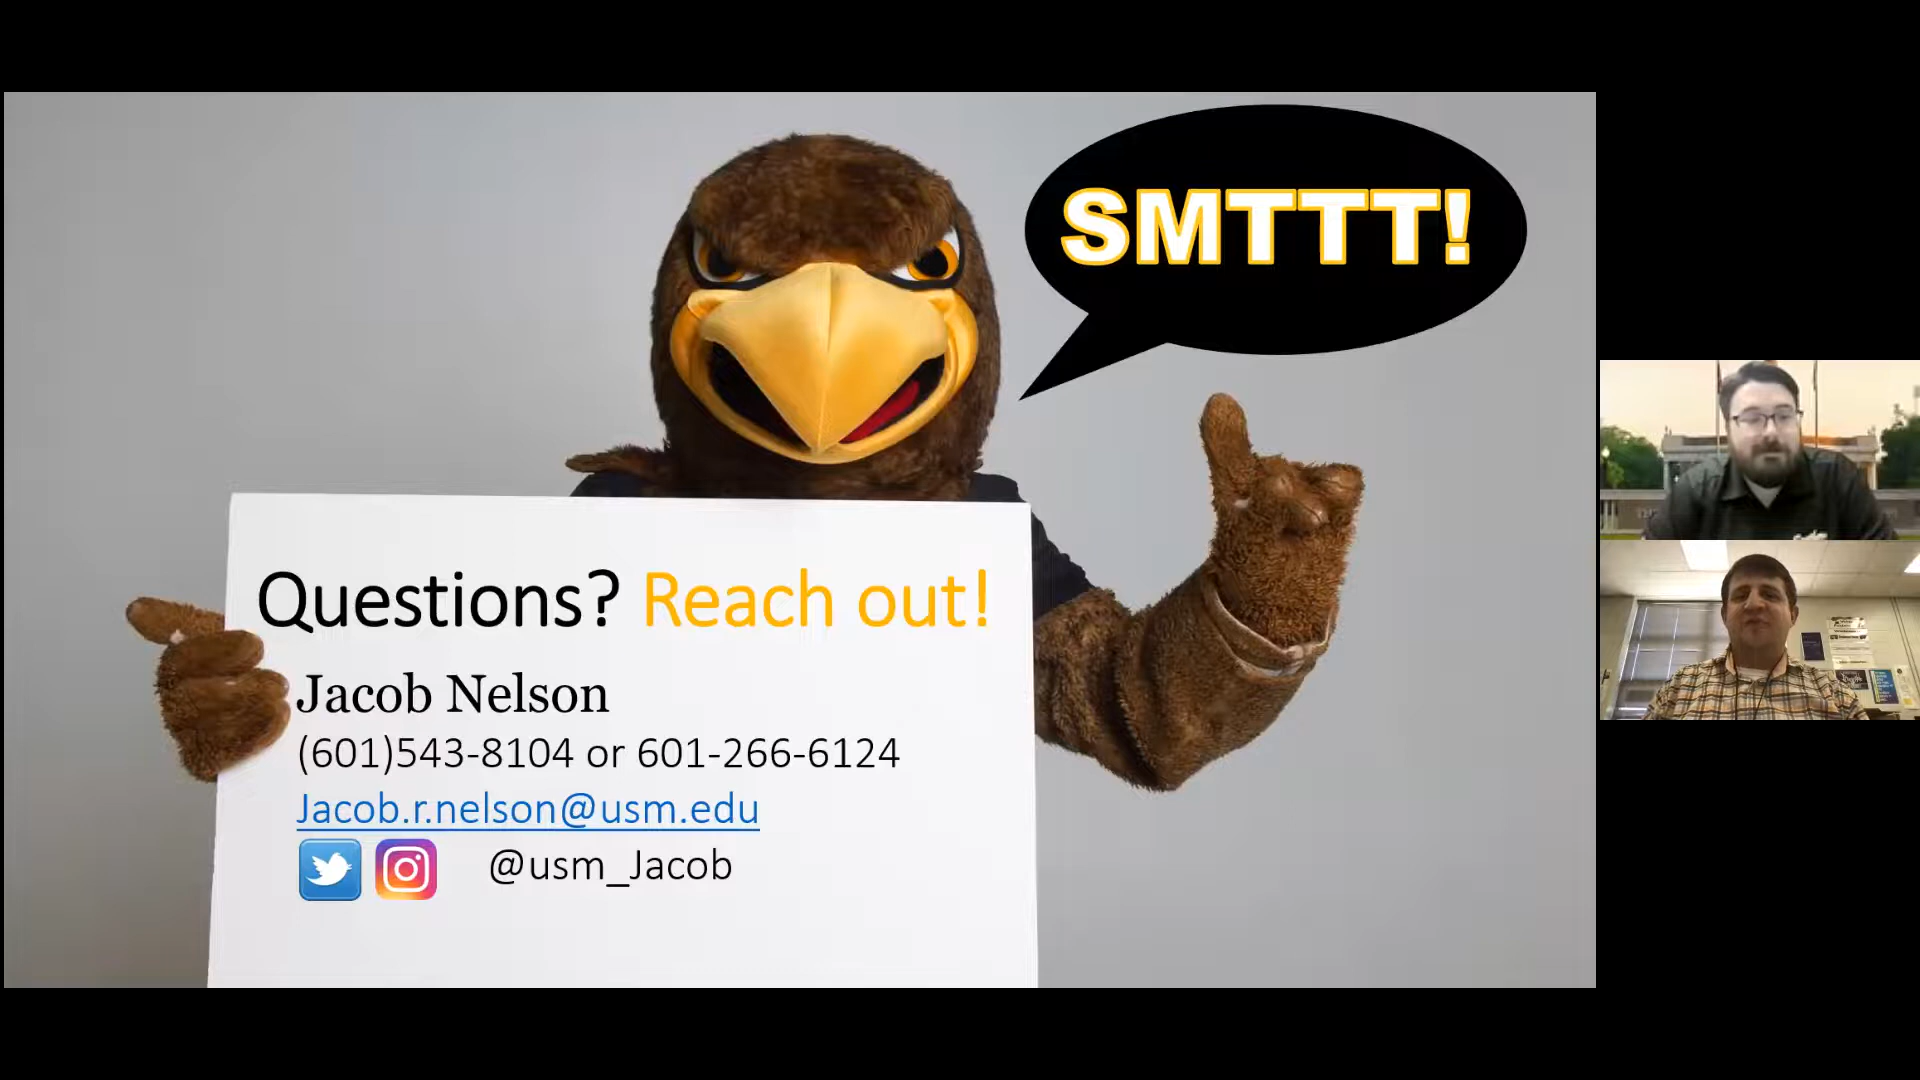 SMTTT!
Questions? Reach out!
Jacob Nelson
(601)543-8104 or 601-266-6124
Jacob.r.nelson@usm.edu
@usm_Jacob